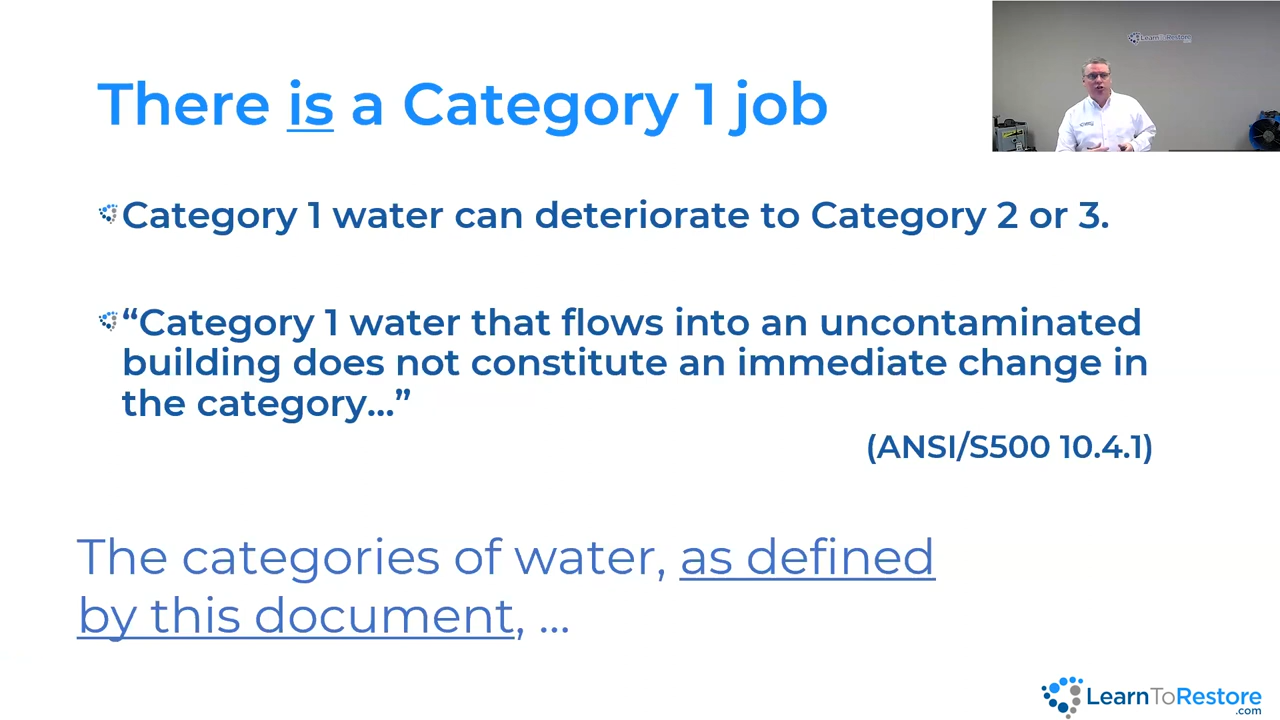 LearnToRestore
There is a Category 1 job
Category 1 water can deteriorate to Category 2 or 3.
“Category 1 water that flows into an uncontaminated
building does not constitute an immediate change in
the category...”
(ANSI/S500 10.4.1)
The categories of water, as defined
by this document, ...
LearnToRestore
.com